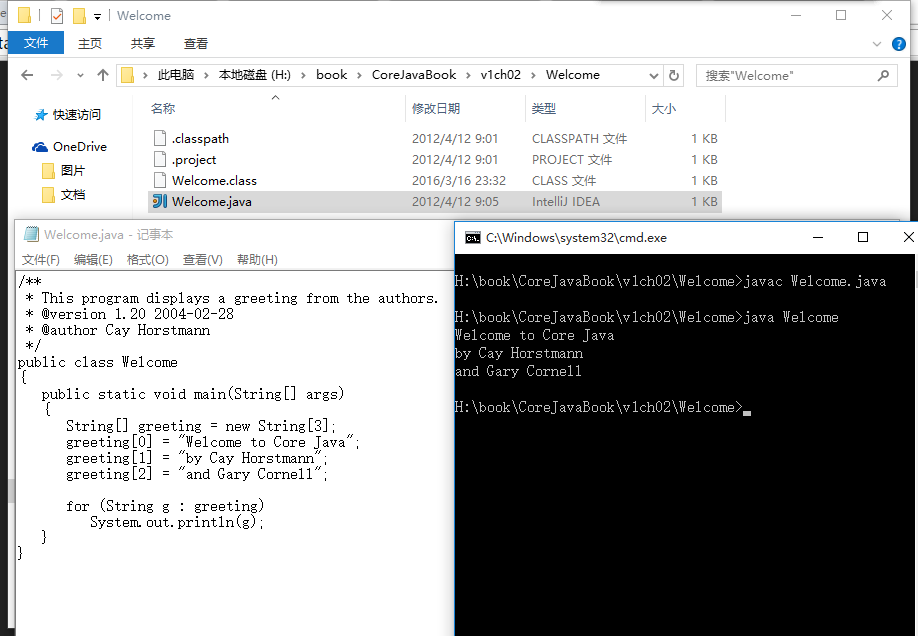 Welcome
文件 主页 共享 查看
此电脑 本地磁盘 (H:) book CoreJavaBook v1ch02 Welcome 搜索"Welcome"
名称 修改日期 类型 大小
快速访问
OneDrive
图片
文档
.classpath 2012/4/12 9:01 CLASSPATH 文件 1 KB
.project 2012/4/12 9:01 PROJECT 文件 1 KB
Welcome.class 2016/3/16 23:32 CLASS 文件 1 KB
Welcome.java 2012/4/12 9:05 IntelliJ IDEA 1 KB
Welcome.java - 记事本
文件(F) 编辑(E) 格式(O) 查看(V) 帮助(H)
/**
 * This program displays a greeting from the authors.
 * @version 1.20 2004-02-28
 * @author Cay Horstmann
 */
public class Welcome
{
   public static void main(String[] args)
   {
      String[] greeting = new String[3];
      greeting[0] = "Welcome to Core Java";
      greeting[1] = "by Cay Horstmann";
      greeting[2] = "and Gary Cornell";
      for (String g : greeting)
         System.out.println(g);
   }
}
C:\Windows\system32\cmd.exe
H:\book\CoreJavaBook\v1ch02\Welcome>javac Welcome.java
H:\book\CoreJavaBook\v1ch02\Welcome>java Welcome
Welcome to Core Java
by Cay Horstmann
and Gary Cornell
H:\book\CoreJavaBook\v1ch02\Welcome>